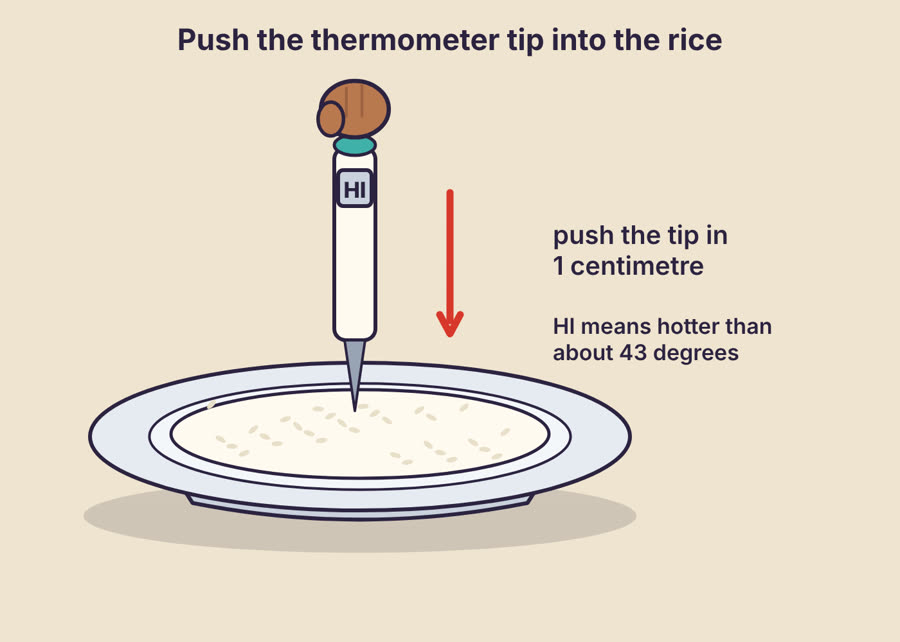 Push the thermometer tip into the rice
HI
push the tip in
1 centimetre
HI means hotter than
about 43 degrees